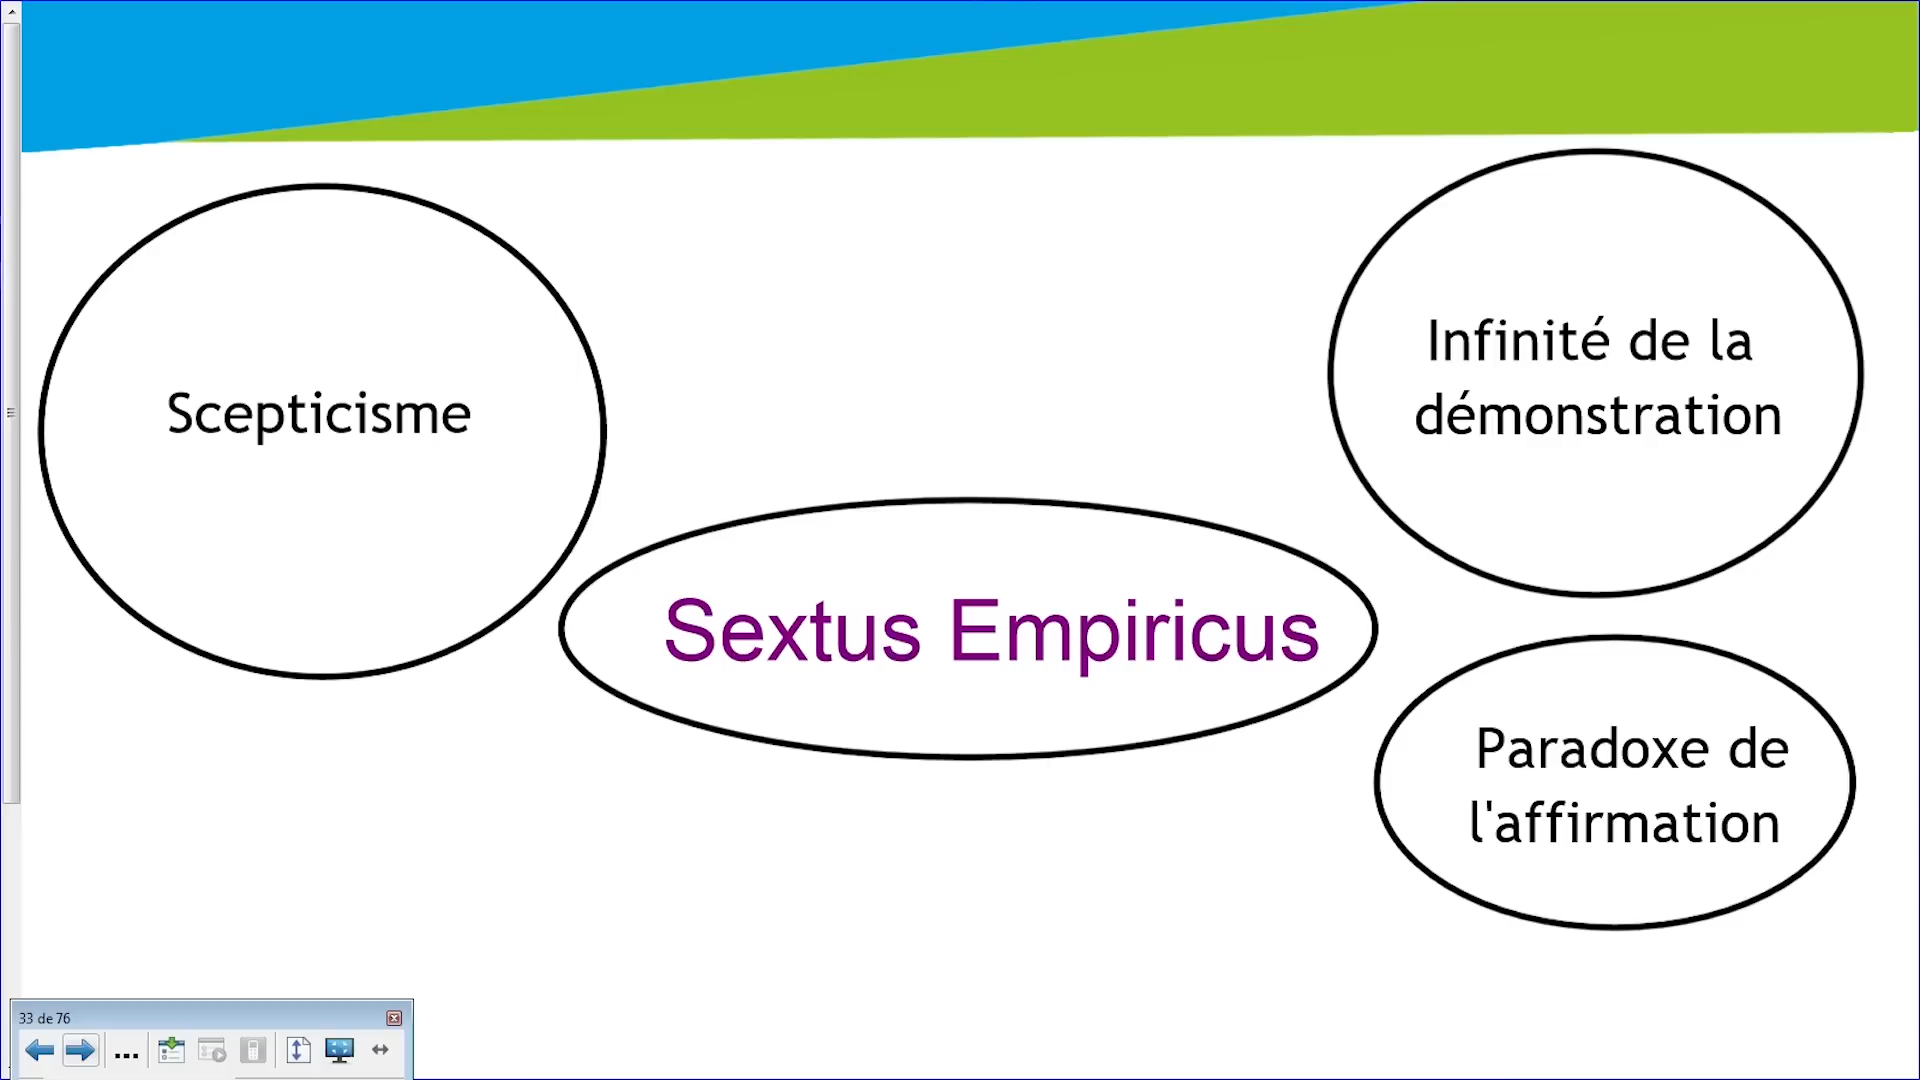 Scepticisme
Infinité de la
démonstration
Sextus Empiricus
Paradoxe de
l'affirmation
33 de 76
...